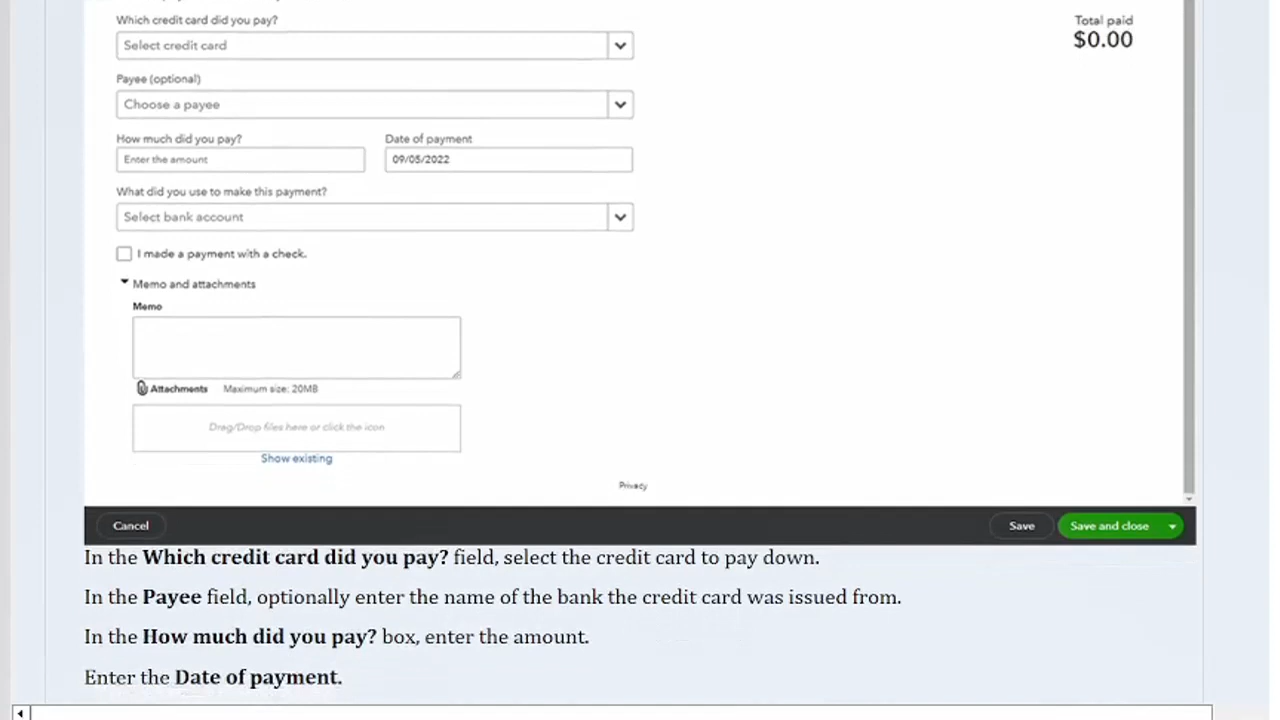 Which credit card did you pay?
Total paid
Select credit card
$0.00
Payee (optional)
Choose a payee
How much did you pay?
Date of payment
Enter the amount
09/05/2022
What did you use to make this payment?
Select bank account
I made a payment with a check.
Memo and attachments
Memo
Attachments Maximum size: 20MB
Drag/Drop files here or click the icon
Show existing
Privacy
Cancel
Save
Save and close
In the Which credit card did you pay? field, select the credit card to pay down.
In the Payee field, optionally enter the name of the bank the credit card was issued from.
In the How much did you pay? box, enter the amount.
Enter the Date of payment.